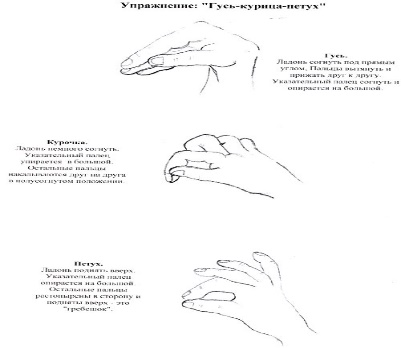 Упражнение: "Гусь-курица-петух"
Гусь.
Ладонь согнуть под прямым
углом. Пальцы вытянуть и
прижать друг к другу.
Указательный палец согнуть и
опирается на большой.
Курочка.
Ладонь немного согнуть.
Указательный палец
упирается в большой.
Остальные пальцы
накладываются друг на друга
в полусогнутом положении.
Петух.
Ладонь поднять вверх.
Указательный палец
опирается на большой
Остальные пальцы
растопырены в сторону и
подняты вверх - это
"гребешок".